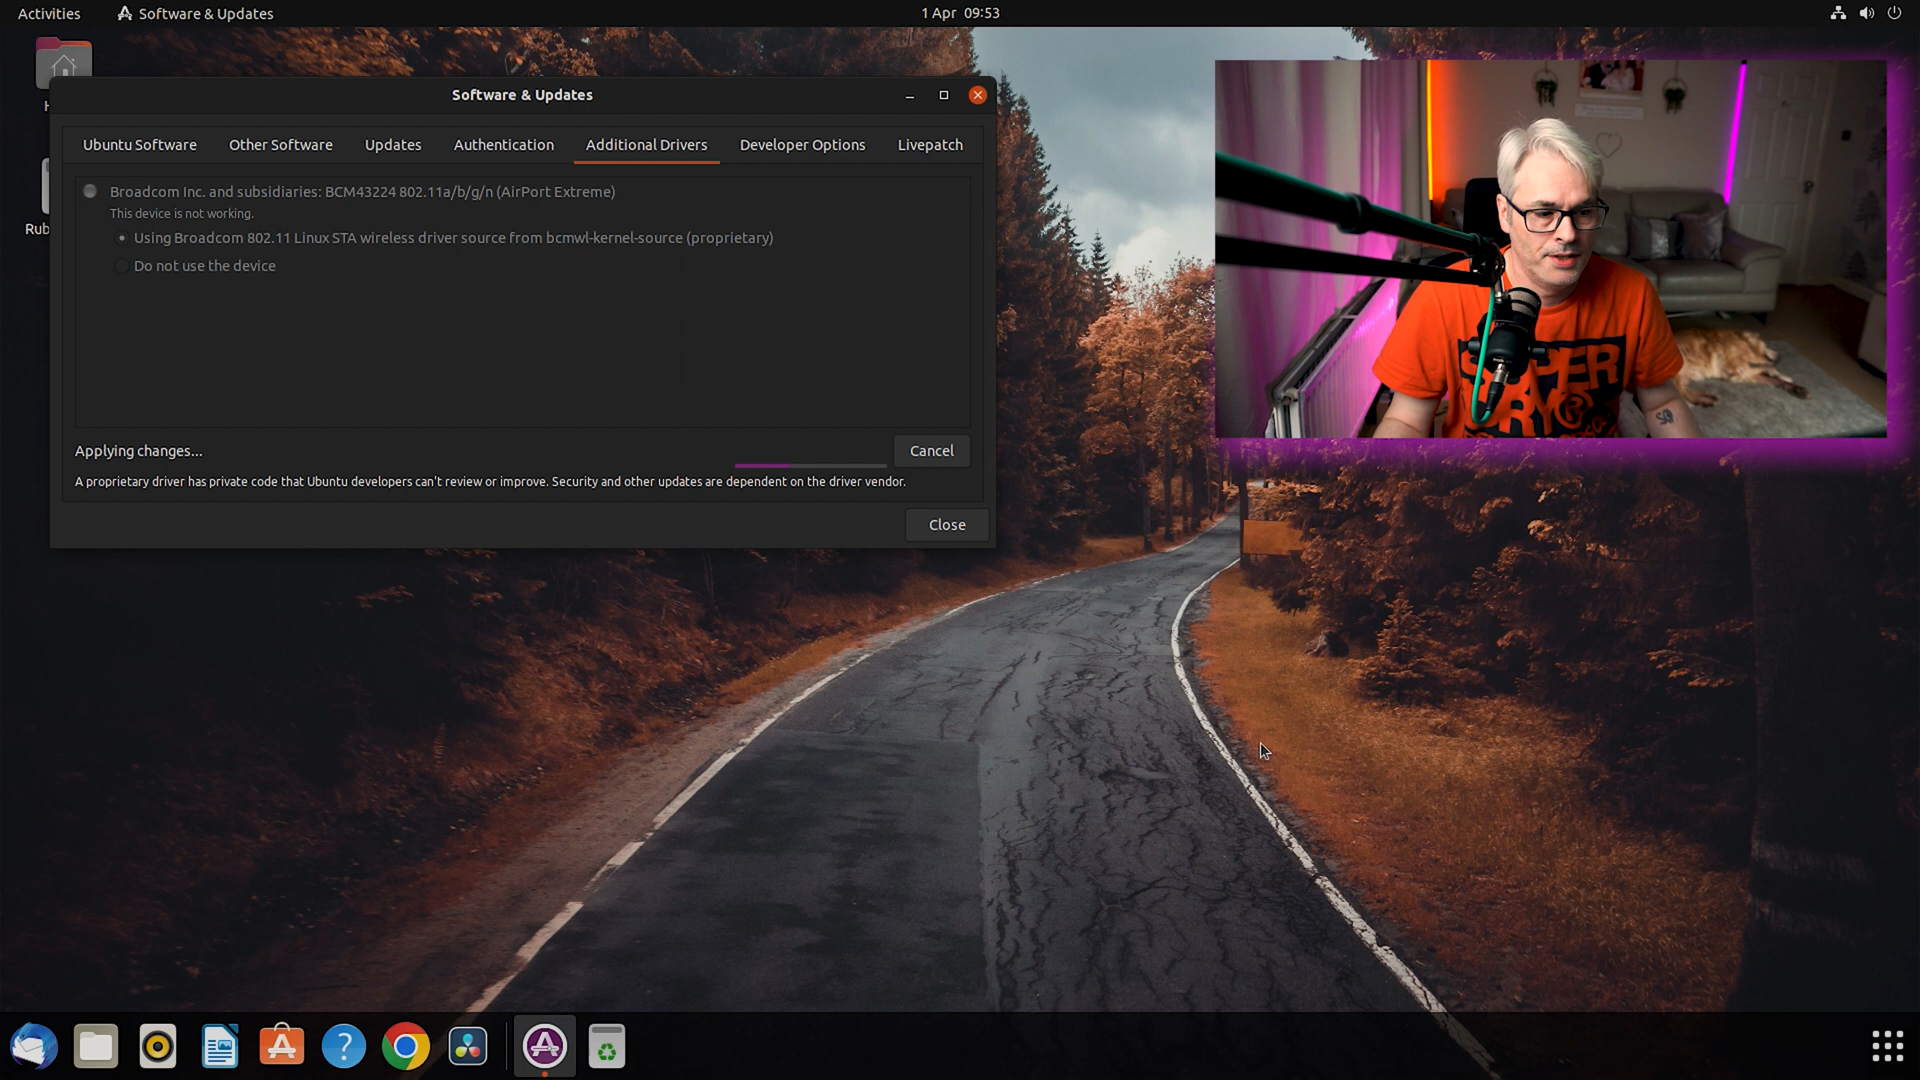 Activities
Software & Updates
1 Apr 09:53
Software & Updates
Ubuntu Software
Other Software
Updates
Authentication
Additional Drivers
Developer Options
Livepatch
Broadcom Inc. and subsidiaries: BCM43224 802.11a/b/g/n (AirPort Extreme)
This device is not working.
Using Broadcom 802.11 Linux STA wireless driver source from bcmwl-kernel-source (proprietary)
Do not use the device
Applying changes...
Cancel
A proprietary driver has private code that Ubuntu developers can't review or improve. Security and other updates are dependent on the driver vendor.
Close
H
Rub